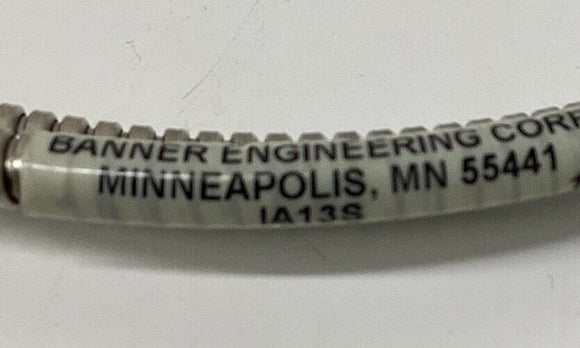 BANNER ENGINEERING CORP
MINNEAPOLIS, MN 55441
IA13S